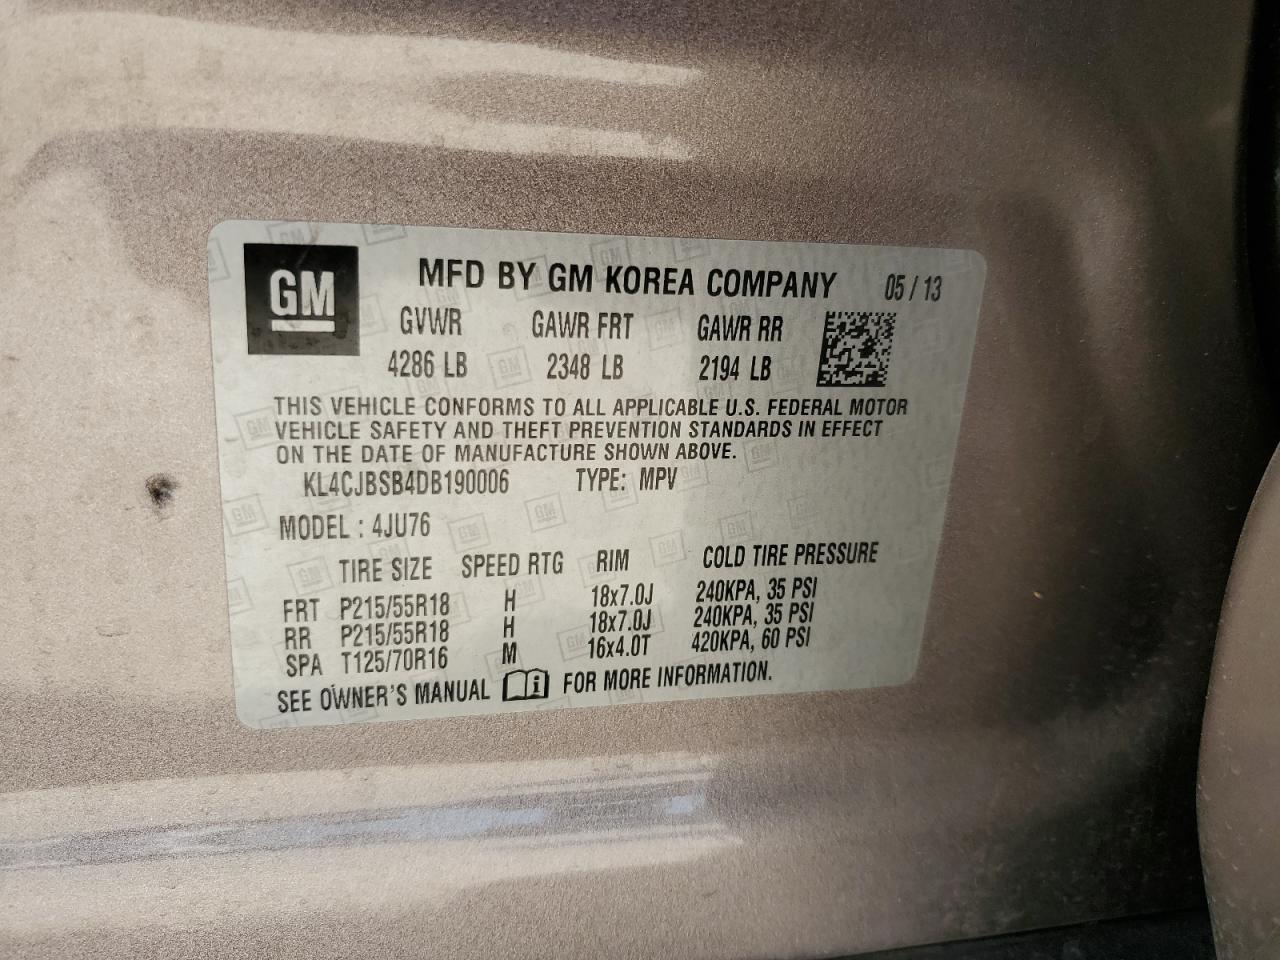 GM
MFD BY GM KOREA COMPANY 05 / 13
GVWR GAWR FRT GAWR RR
4286 LB 2348 LB 2194 LB
THIS VEHICLE CONFORMS TO ALL APPLICABLE U.S. FEDERAL MOTOR
VEHICLE SAFETY AND THEFT PREVENTION STANDARDS IN EFFECT
ON THE DATE OF MANUFACTURE SHOWN ABOVE.
KL4CJBSB4DB190006 TYPE: MPV
MODEL : 4JU76
TIRE SIZE SPEED RTG RIM COLD TIRE PRESSURE
FRT P215/55R18 H 18x7.0J 240KPA, 35 PSI
RR P215/55R18 H 18x7.0J 240KPA, 35 PSI
SPA T125/70R16 M 16x4.0T 420KPA, 60 PSI
SEE OWNER'S MANUAL i FOR MORE INFORMATION.